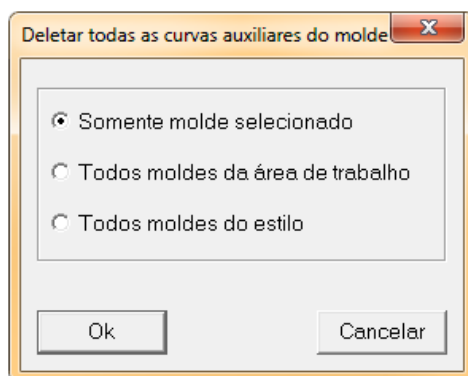 Deletar todas as curvas auxiliares do molde
Somente molde selecionado
Todos moldes da área de trabalho
Todos moldes do estilo
Ok
Cancelar